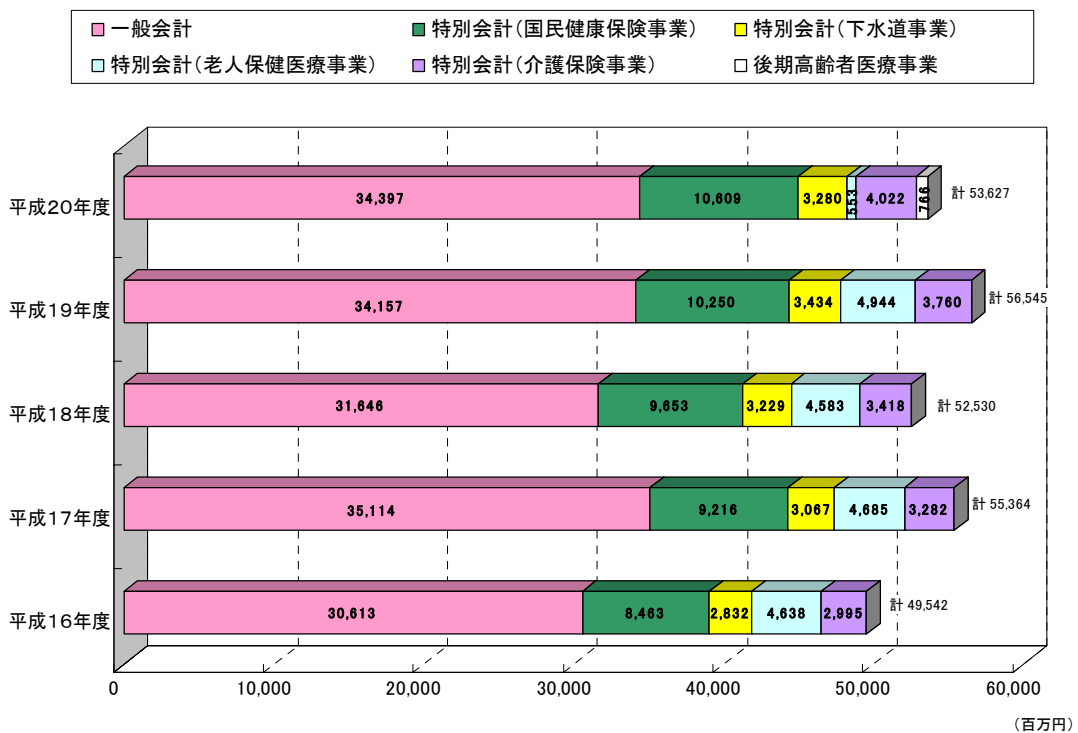 一般会計 特別会計(国民健康保険事業) 特別会計(下水道事業)
特別会計(老人保健医療事業) 特別会計(介護保険事業) 後期高齢者医療事業
平成20年度 34,397 10,609 3,280 553 4,022 766 計 53,627
平成19年度 34,157 10,250 3,434 4,944 3,760 計 56,545
平成18年度 31,646 9,653 3,229 4,583 3,418 計 52,530
平成17年度 35,114 9,216 3,067 4,685 3,282 計 55,364
平成16年度 30,613 8,463 2,832 4,638 2,995 計 49,542
0 10,000 20,000 30,000 40,000 50,000 60,000
(百万円)